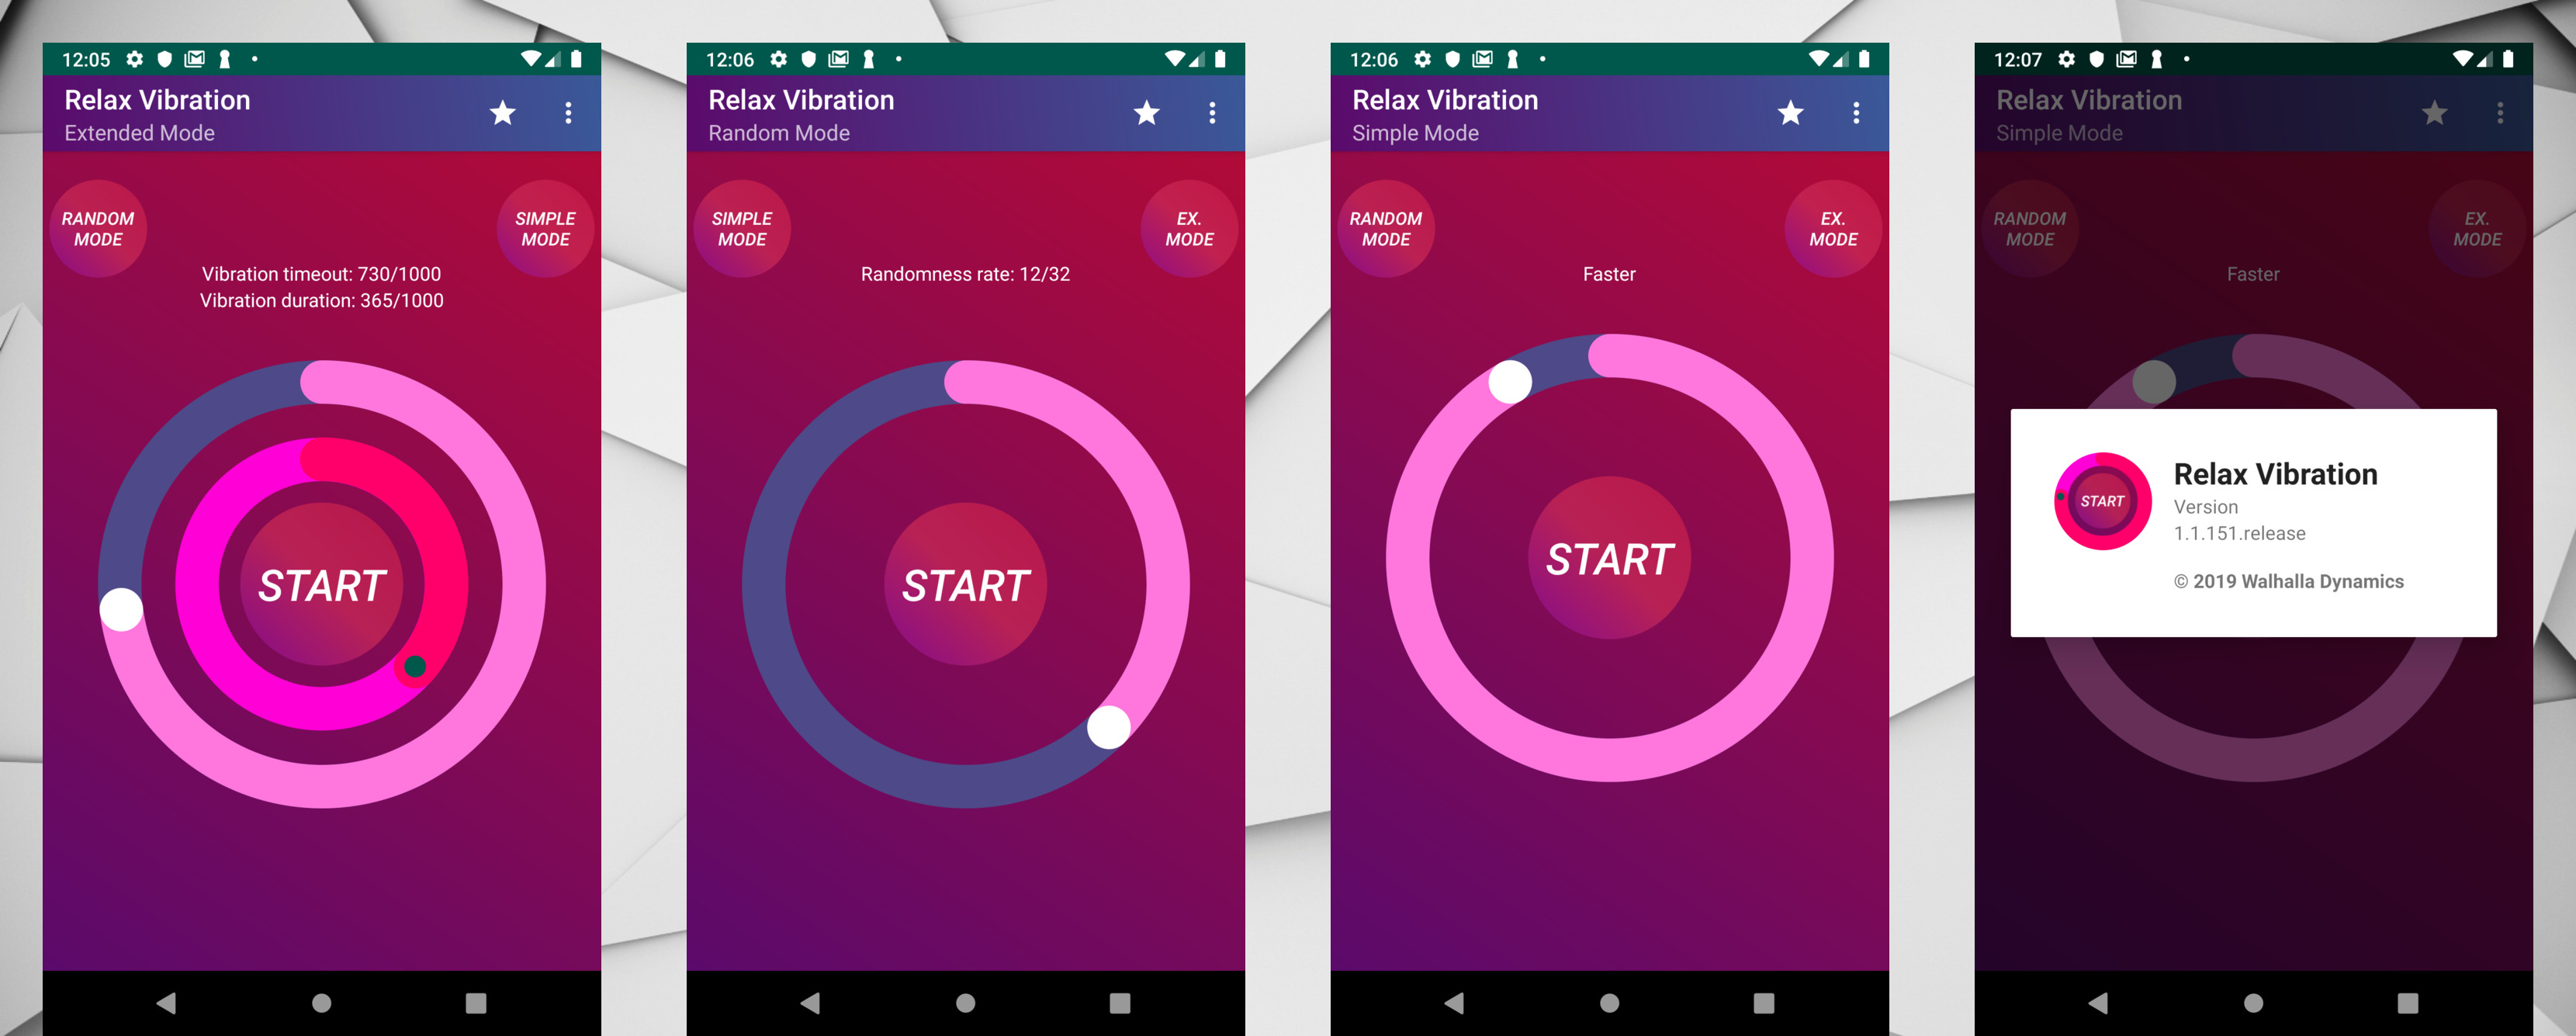 12:05
Relax Vibration
Extended Mode
RANDOM
MODE
SIMPLE
MODE
Vibration timeout: 730/1000
Vibration duration: 365/1000
START
12:06
Relax Vibration
Random Mode
SIMPLE
MODE
EX.
MODE
Randomness rate: 12/32
START
12:06
Relax Vibration
Simple Mode
RANDOM
MODE
EX.
MODE
Faster
START
12:07
Relax Vibration
Simple Mode
RANDOM
MODE
EX.
MODE
Faster
START
Relax Vibration
Version
1.1.151.release
© 2019 Walhalla Dynamics